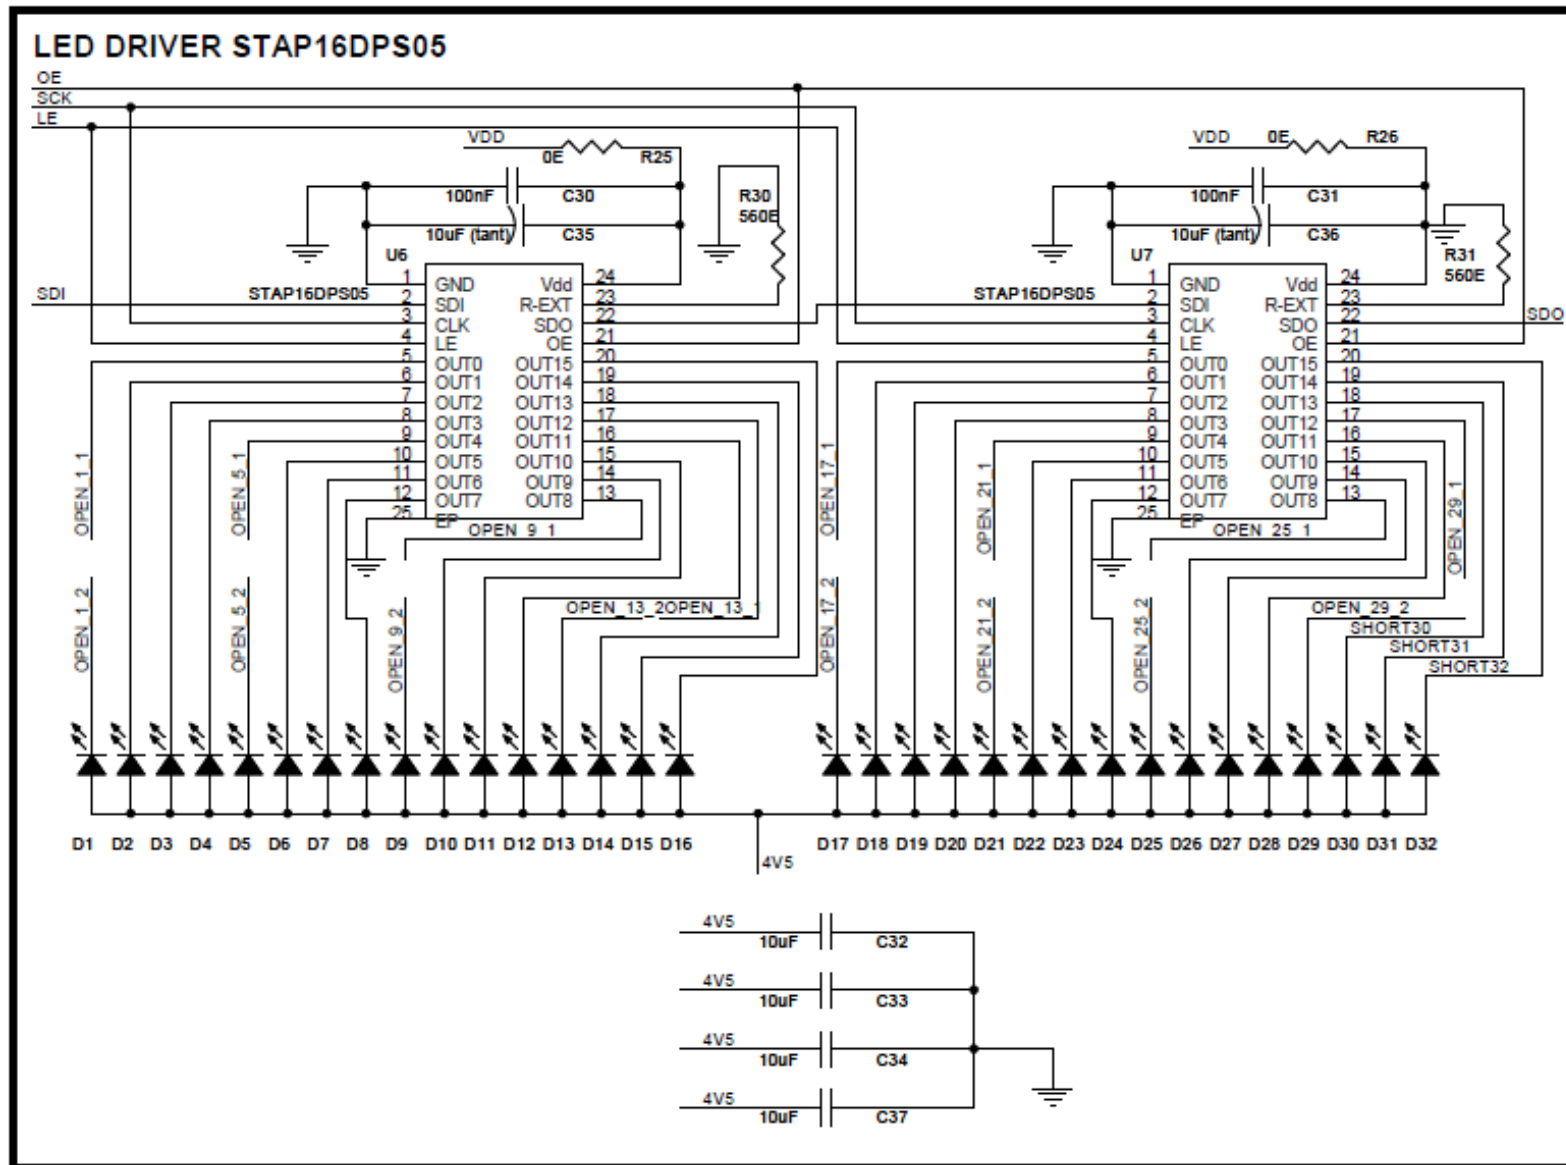 LED DRIVER STAP16DPS05
OE
SCK
LE
VDD
0E
R25
100nF
C30
10uF (tant)
C35
R30
560E
VDD
0E
R26
100nF
C31
10uF (tant)
C36
R31
560E
U6
STAP16DPS05
SDI
1 GND Vdd 24
2 SDI R-EXT 23
3 CLK SDO 22
4 LE OE 21
5 OUT0 OUT15 20
6 OUT1 OUT14 19
7 OUT2 OUT13 18
8 OUT3 OUT12 17
9 OUT4 OUT11 16
10 OUT5 OUT10 15
11 OUT6 OUT9 14
12 OUT7 OUT8 13
25 EP
U7
STAP16DPS05
SDO
1 GND Vdd 24
2 SDI R-EXT 23
3 CLK SDO 22
4 LE OE 21
5 OUT0 OUT15 20
6 OUT1 OUT14 19
7 OUT2 OUT13 18
8 OUT3 OUT12 17
9 OUT4 OUT11 16
10 OUT5 OUT10 15
11 OUT6 OUT9 14
12 OUT7 OUT8 13
25 EP
OPEN_1_1
OPEN_5_1
OPEN_9_1
OPEN_17_1
OPEN_21_1
OPEN_25_1
OPEN_29_1
OPEN_1_2
OPEN_5_2
OPEN_9_2
OPEN_13_2
OPEN_13_1
OPEN_17_2
OPEN_21_2
OPEN_25_2
OPEN_29_2
SHORT30
SHORT31
SHORT32
D1 D2 D3 D4 D5 D6 D7 D8 D9 D10 D11 D12 D13 D14 D15 D16
D17 D18 D19 D20 D21 D22 D23 D24 D25 D26 D27 D28 D29 D30 D31 D32
4V5
4V5
10uF
C32
4V5
10uF
C33
4V5
10uF
C34
4V5
10uF
C37